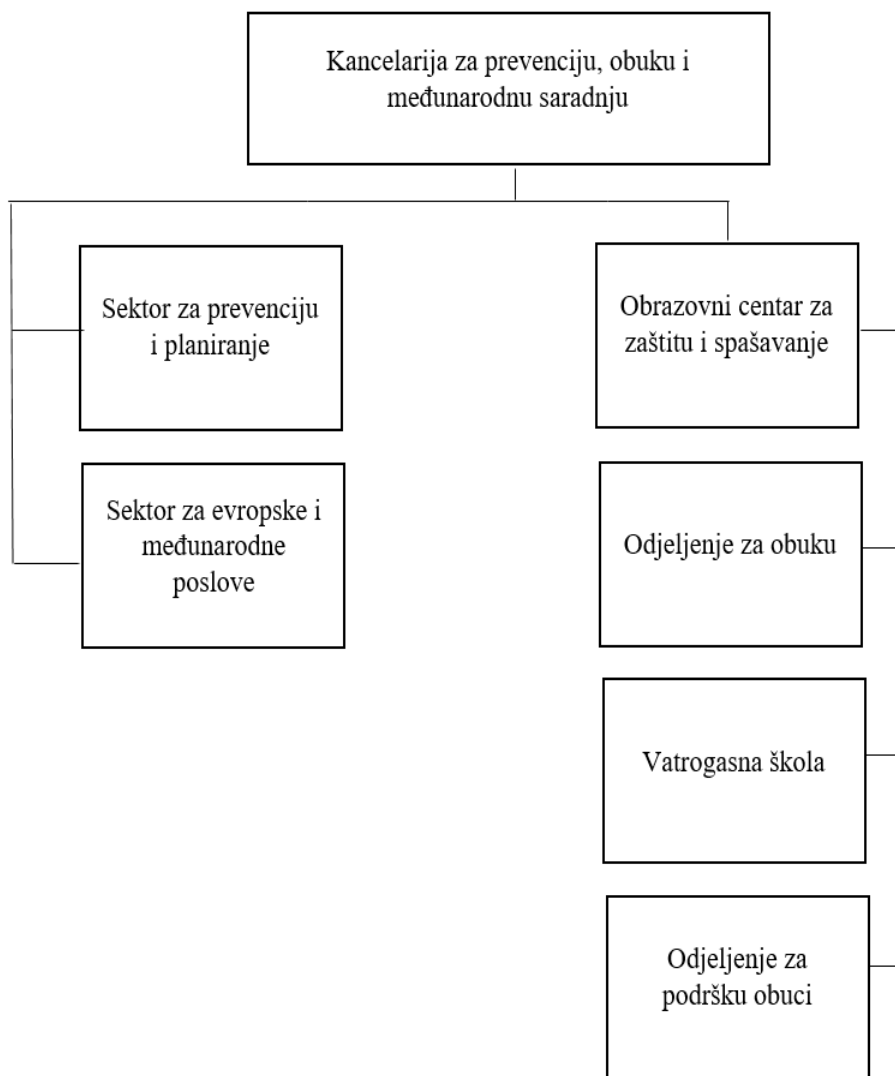 Kancelarija za prevenciju, obuku i
međunarodnu saradnju
Sektor za prevenciju
i planiranje
Sektor za evropske i
međunarodne
poslove
Obrazovni centar za
zaštitu i spašavanje
Odjeljenje za obuku
Vatrogasna škola
Odjeljenje za
podršku obuci